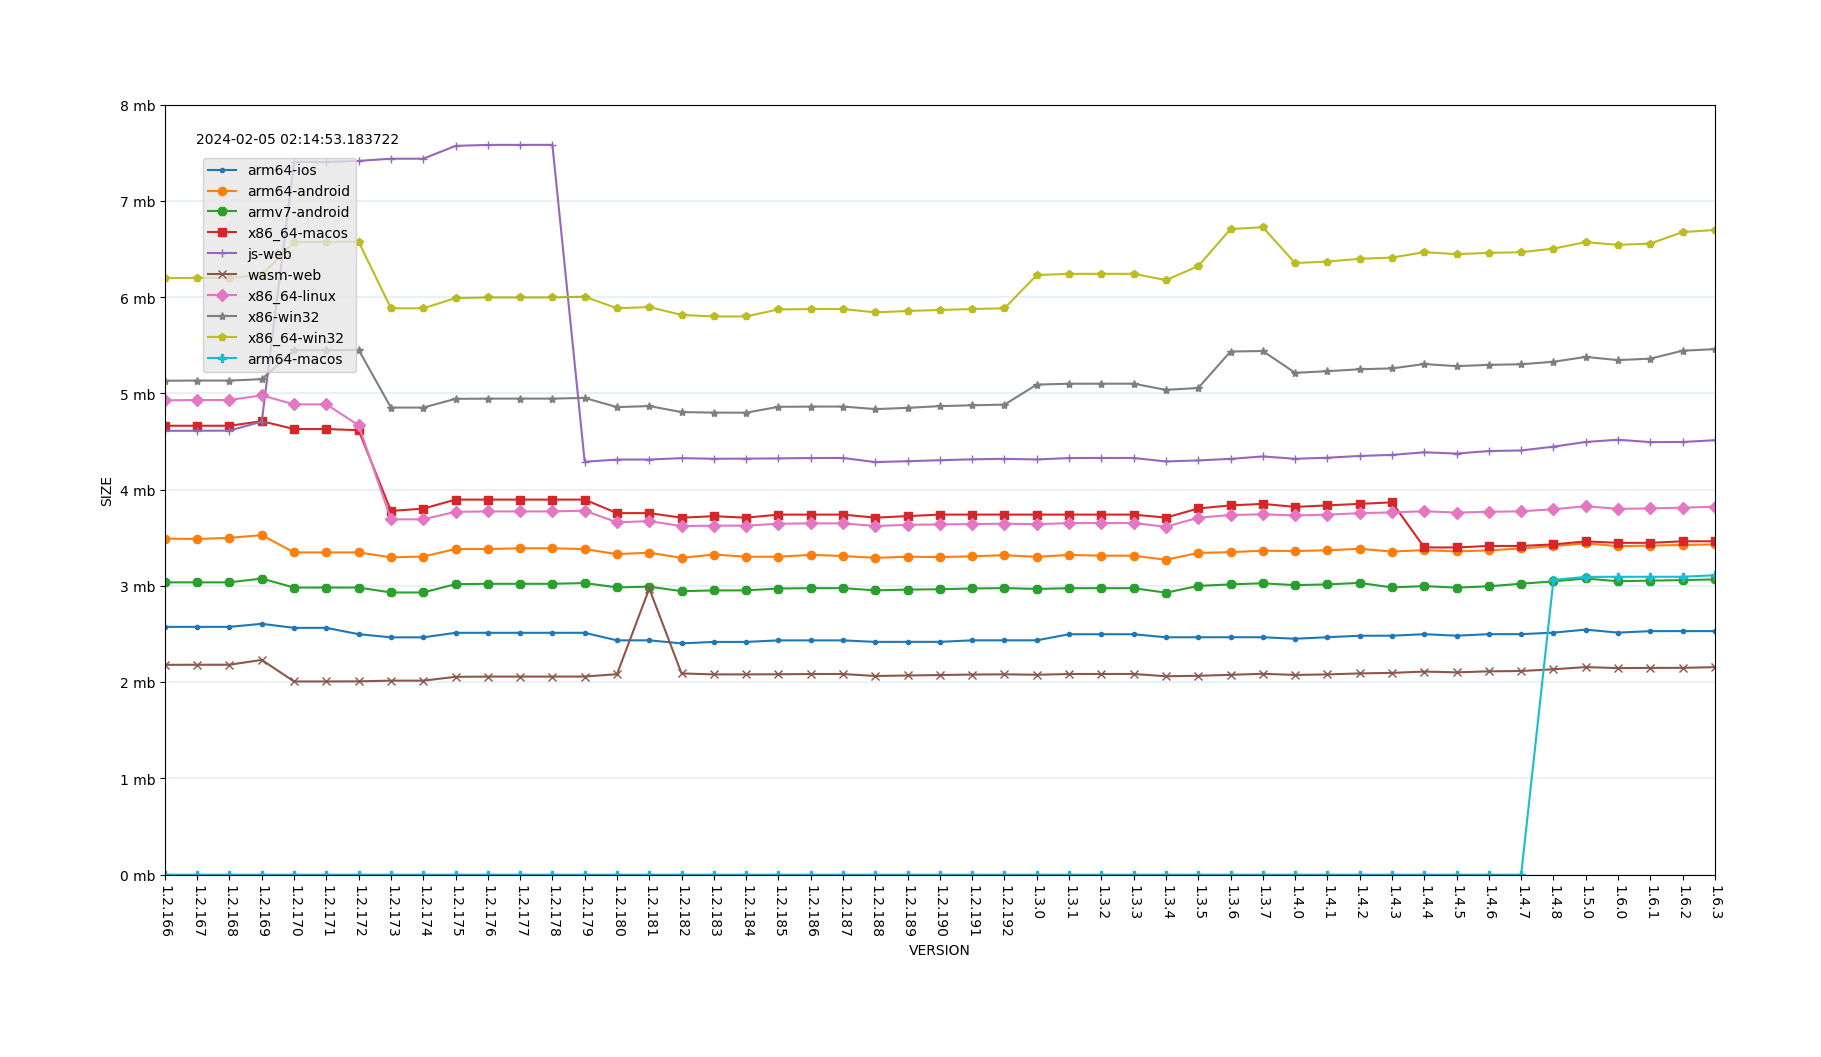 8 mb
7 mb
6 mb
5 mb
4 mb
3 mb
2 mb
1 mb
0 mb
SIZE
2024-02-05 02:14:53.183722
arm64-ios
arm64-android
armv7-android
x86_64-macos
js-web
wasm-web
x86_64-linux
x86-win32
x86_64-win32
arm64-macos
1.2.166
1.2.167
1.2.168
1.2.169
1.2.170
1.2.171
1.2.172
1.2.173
1.2.174
1.2.175
1.2.176
1.2.177
1.2.178
1.2.179
1.2.180
1.2.181
1.2.182
1.2.183
1.2.184
1.2.185
1.2.186
1.2.187
1.2.188
1.2.189
1.2.190
1.2.191
1.2.192
1.3.0
1.3.1
1.3.2
1.3.3
1.3.4
1.3.5
1.3.6
1.3.7
1.4.0
1.4.1
1.4.2
1.4.3
1.4.4
1.4.5
1.4.6
1.4.7
1.4.8
1.5.0
1.6.0
1.6.1
1.6.2
1.6.3
VERSION